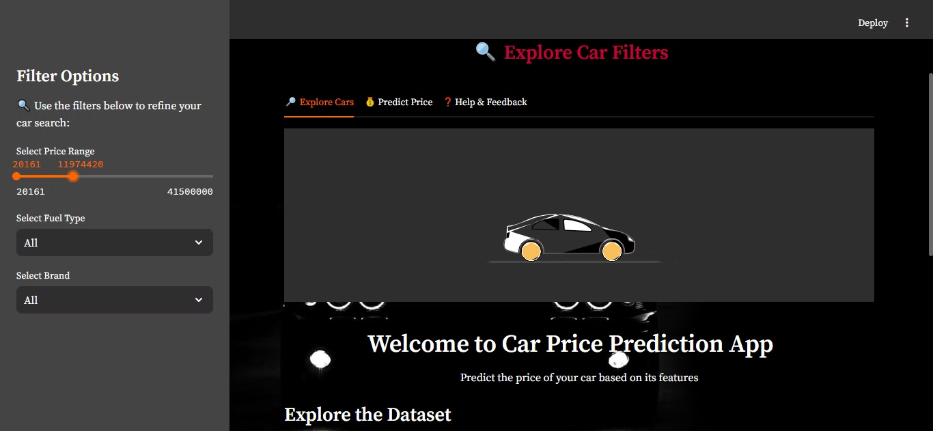 Deploy
🔍 Explore Car Filters
Filter Options
🔍 Use the filters below to refine your
car search:
Select Price Range
20161 11974420
20161 41500000
Select Fuel Type
All
Select Brand
All
🔎 Explore Cars 💰 Predict Price ❓ Help & Feedback
Welcome to Car Price Prediction App
Predict the price of your car based on its features
Explore the Dataset